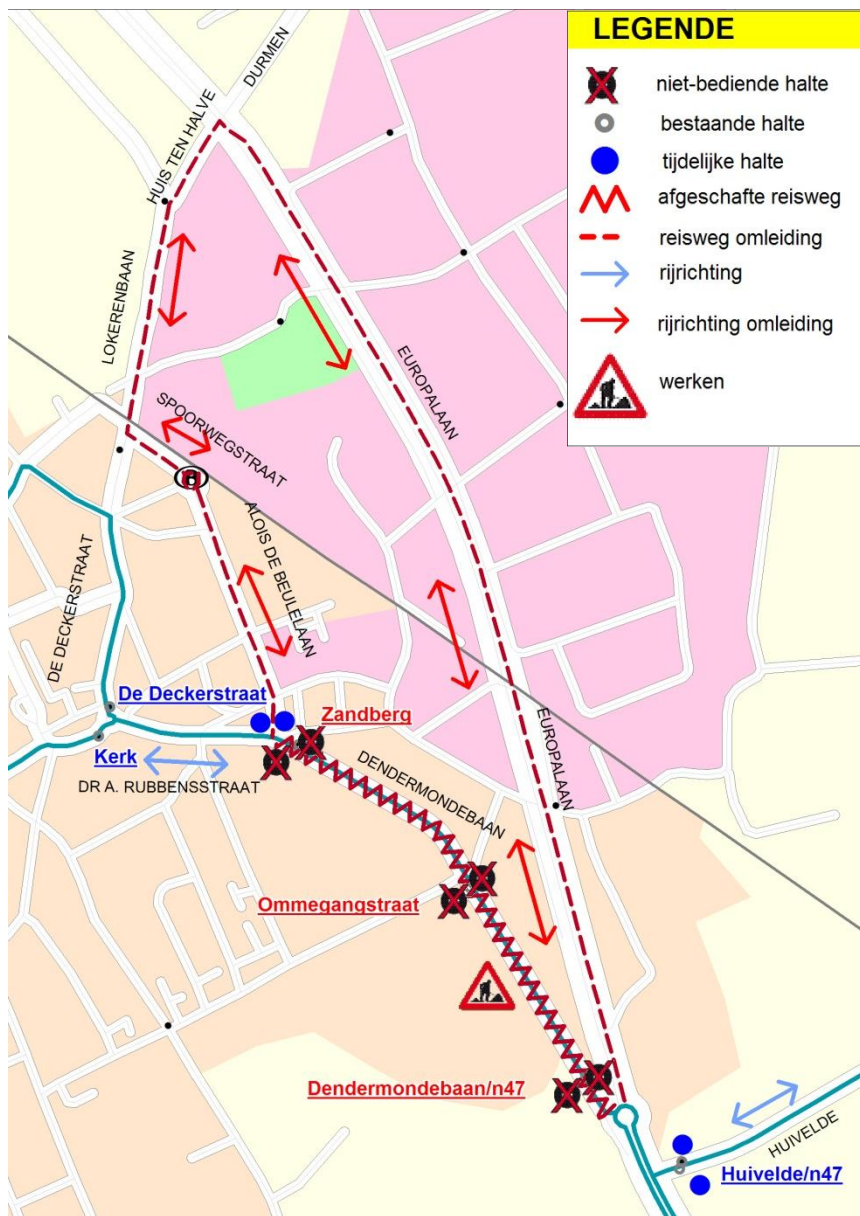 LEGENDE
niet-bediende halte
bestaande halte
tijdelijke halte
afgeschafte reisweg
reisweg omleiding
rijrichting
rijrichting omleiding
werken
DURMEN
HUIS TEN HALVE
LOKERENBAAN
EUROPALAAN
SPOORWEGSTRAAT
ALOIS DE BEULELAAN
DE DECKERSTRAAT
De Deckerstraat
Zandberg
EUROPALAAN
Kerk
DENDERMONDEBAAN
DR A. RUBBENSSTRAAT
Ommegangstraat
Dendermondebaan/n47
HUIVELDE
Huivelde/n47